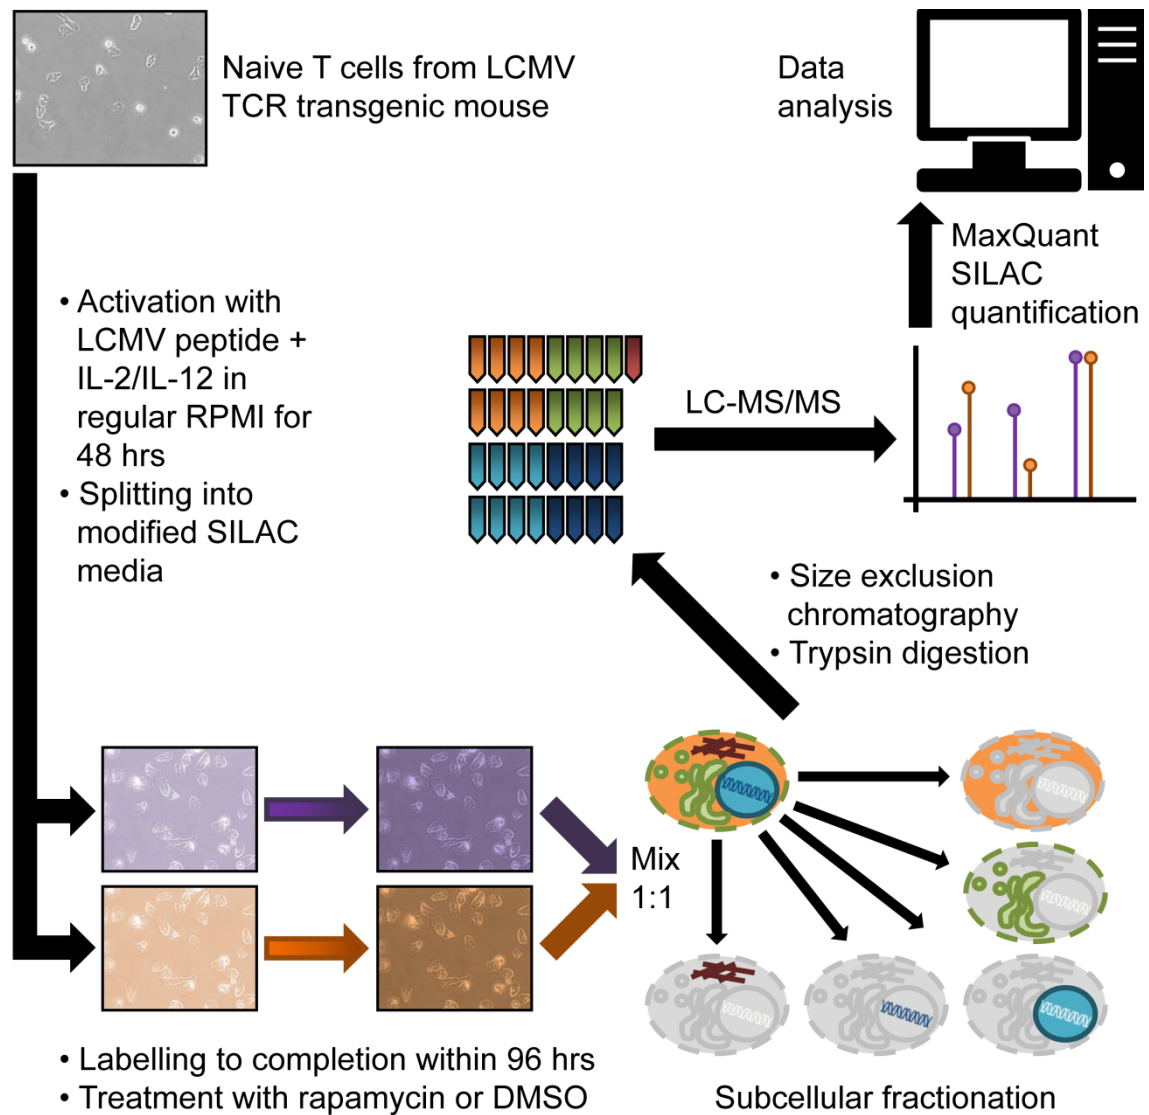 Naive T cells from LCMV
TCR transgenic mouse
Data
analysis
MaxQuant
SILAC
quantification
• Activation with
LCMV peptide +
IL-2/IL-12 in
regular RPMI for
48 hrs
• Splitting into
modified SILAC
media
LC-MS/MS
• Size exclusion
chromatography
• Trypsin digestion
Mix
1:1
• Labelling to completion within 96 hrs
• Treatment with rapamycin or DMSO
Subcellular fractionation